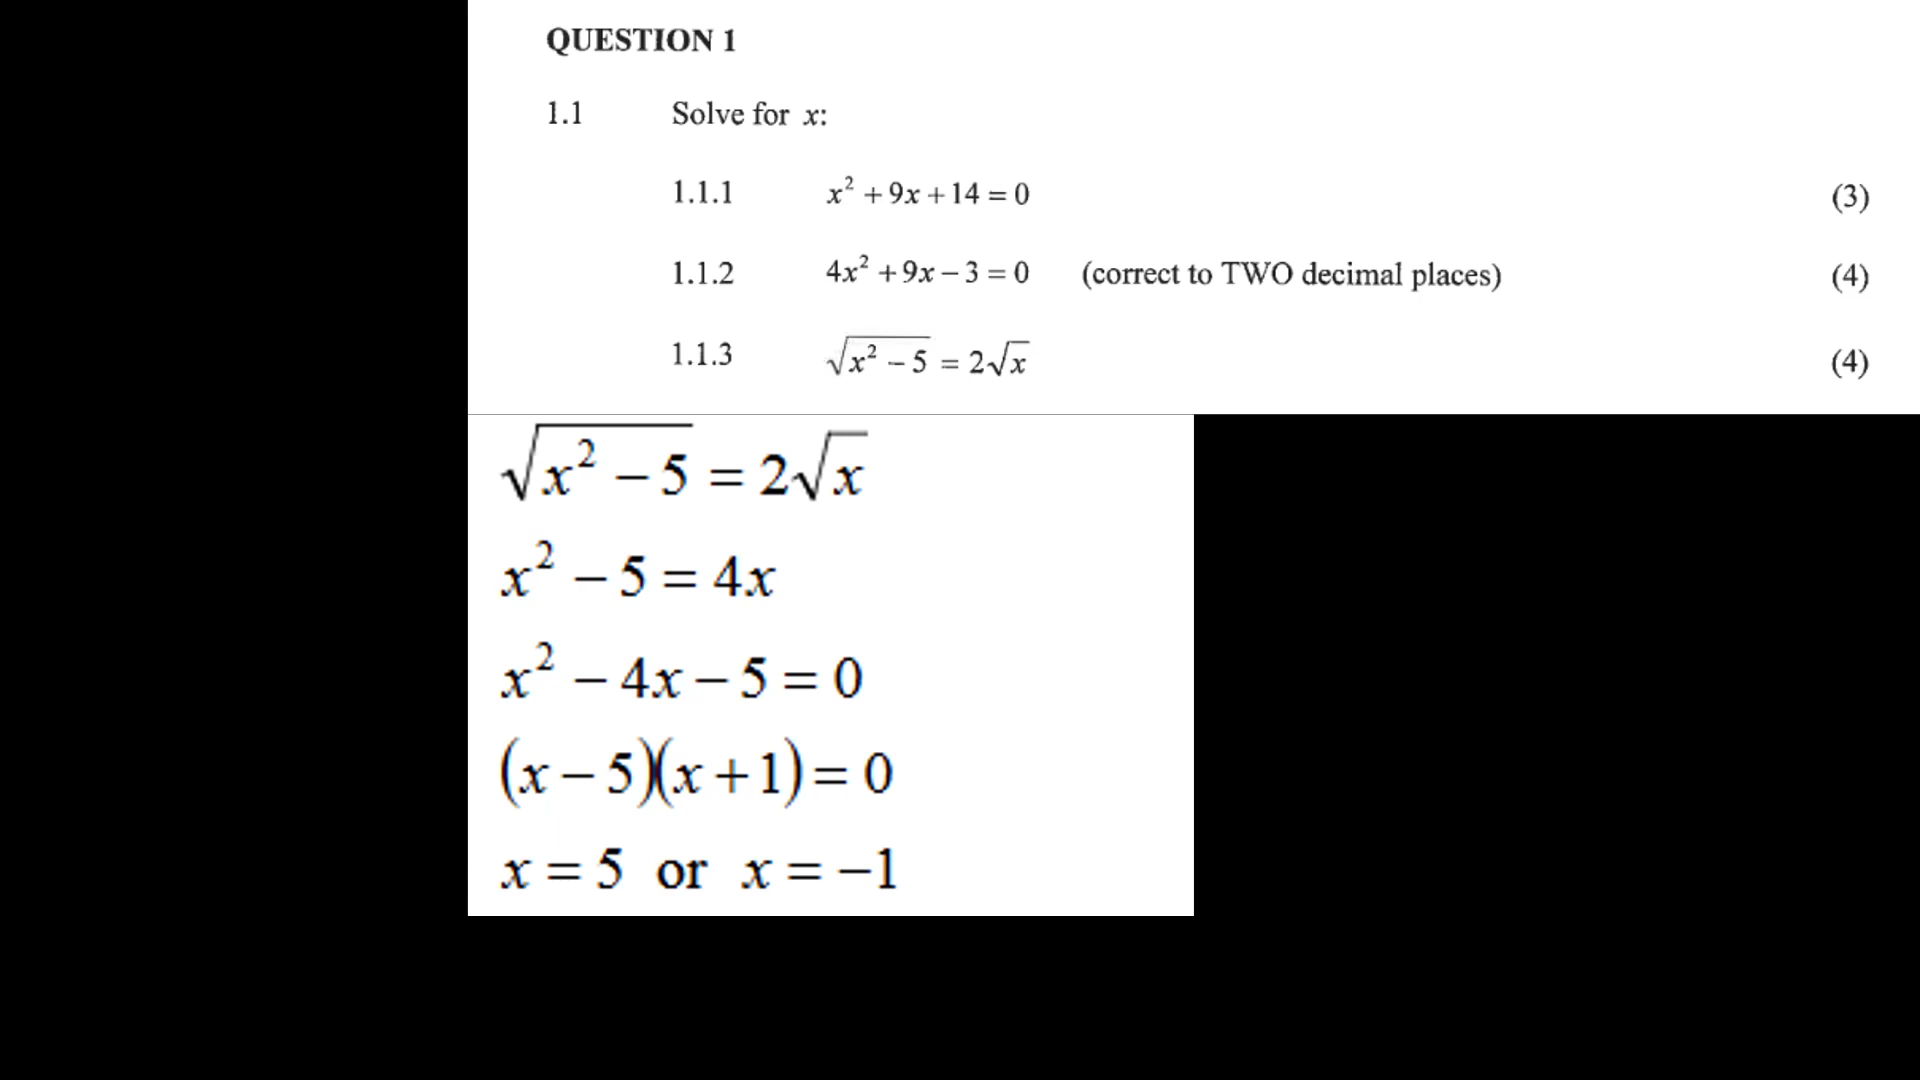 QUESTION 1
1.1 Solve for x:
1.1.1 x² + 9x + 14 = 0 (3)
1.1.2 4x² + 9x − 3 = 0 (correct to TWO decimal places) (4)
1.1.3 √(x² − 5) = 2√x (4)
√(x² − 5) = 2√x
x² − 5 = 4x
x² − 4x − 5 = 0
(x − 5)(x + 1) = 0
x = 5 or x = −1